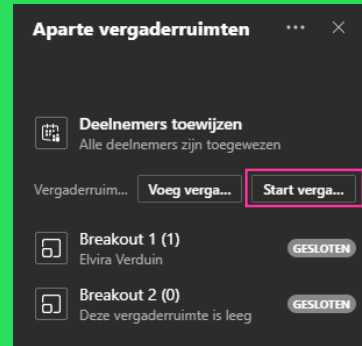 Aparte vergaderruimten
Deelnemers toewijzen
Alle deelnemers zijn toegewezen
Vergaderruim... Voeg verga... Start verga...
Breakout 1 (1)
GESLOTEN
Elvira Verduin
Breakout 2 (0)
GESLOTEN
Deze vergaderruimte is leeg